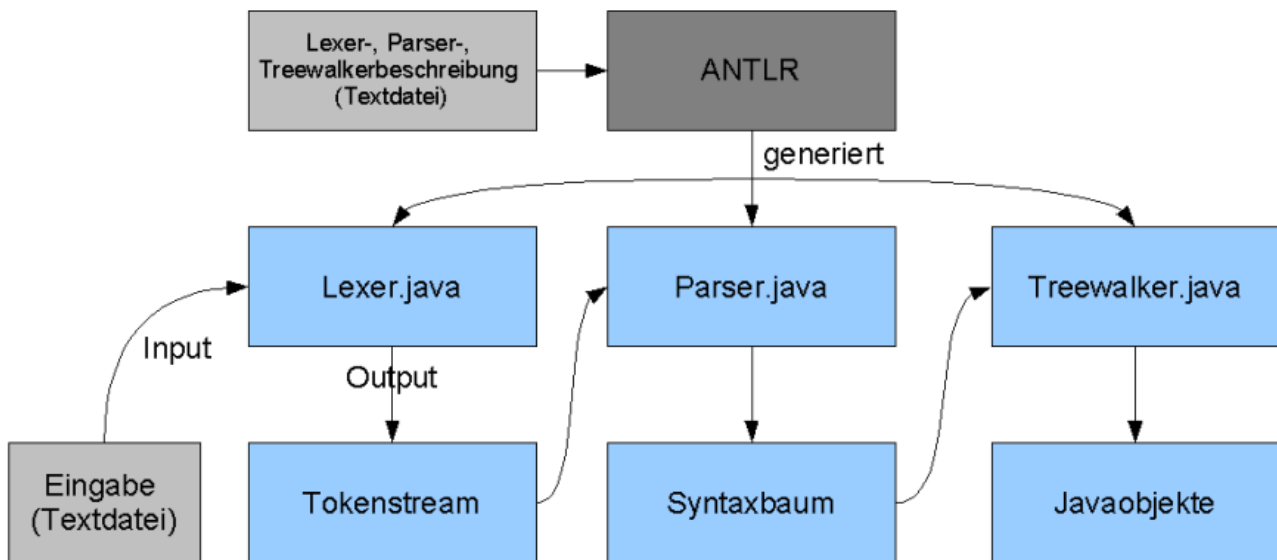 Lexer-, Parser-,
Treewalkerbeschreibung
(Textdatei)
ANTLR
generiert
Lexer.java
Parser.java
Treewalker.java
Input
Output
Eingabe
(Textdatei)
Tokenstream
Syntaxbaum
Javaobjekte